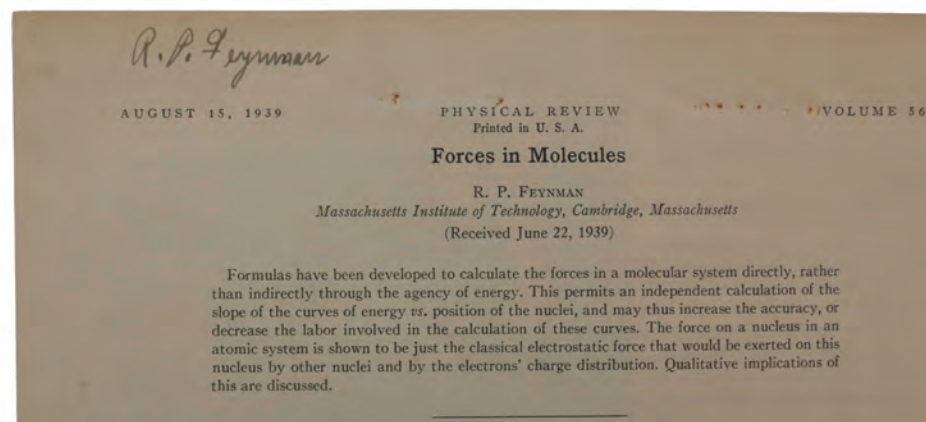 R. P. Feynman
AUGUST 15, 1939 PHYSICAL REVIEW VOLUME 56
Printed in U. S. A.
Forces in Molecules
R. P. FEYNMAN
Massachusetts Institute of Technology, Cambridge, Massachusetts
(Received June 22, 1939)
Formulas have been developed to calculate the forces in a molecular system directly, rather
than indirectly through the agency of energy. This permits an independent calculation of the
slope of the curves of energy vs. position of the nuclei, and may thus increase the accuracy, or
decrease the labor involved in the calculation of these curves. The force on a nucleus in an
atomic system is shown to be just the classical electrostatic force that would be exerted on this
nucleus by other nuclei and by the electrons' charge distribution. Qualitative implications of
this are discussed.